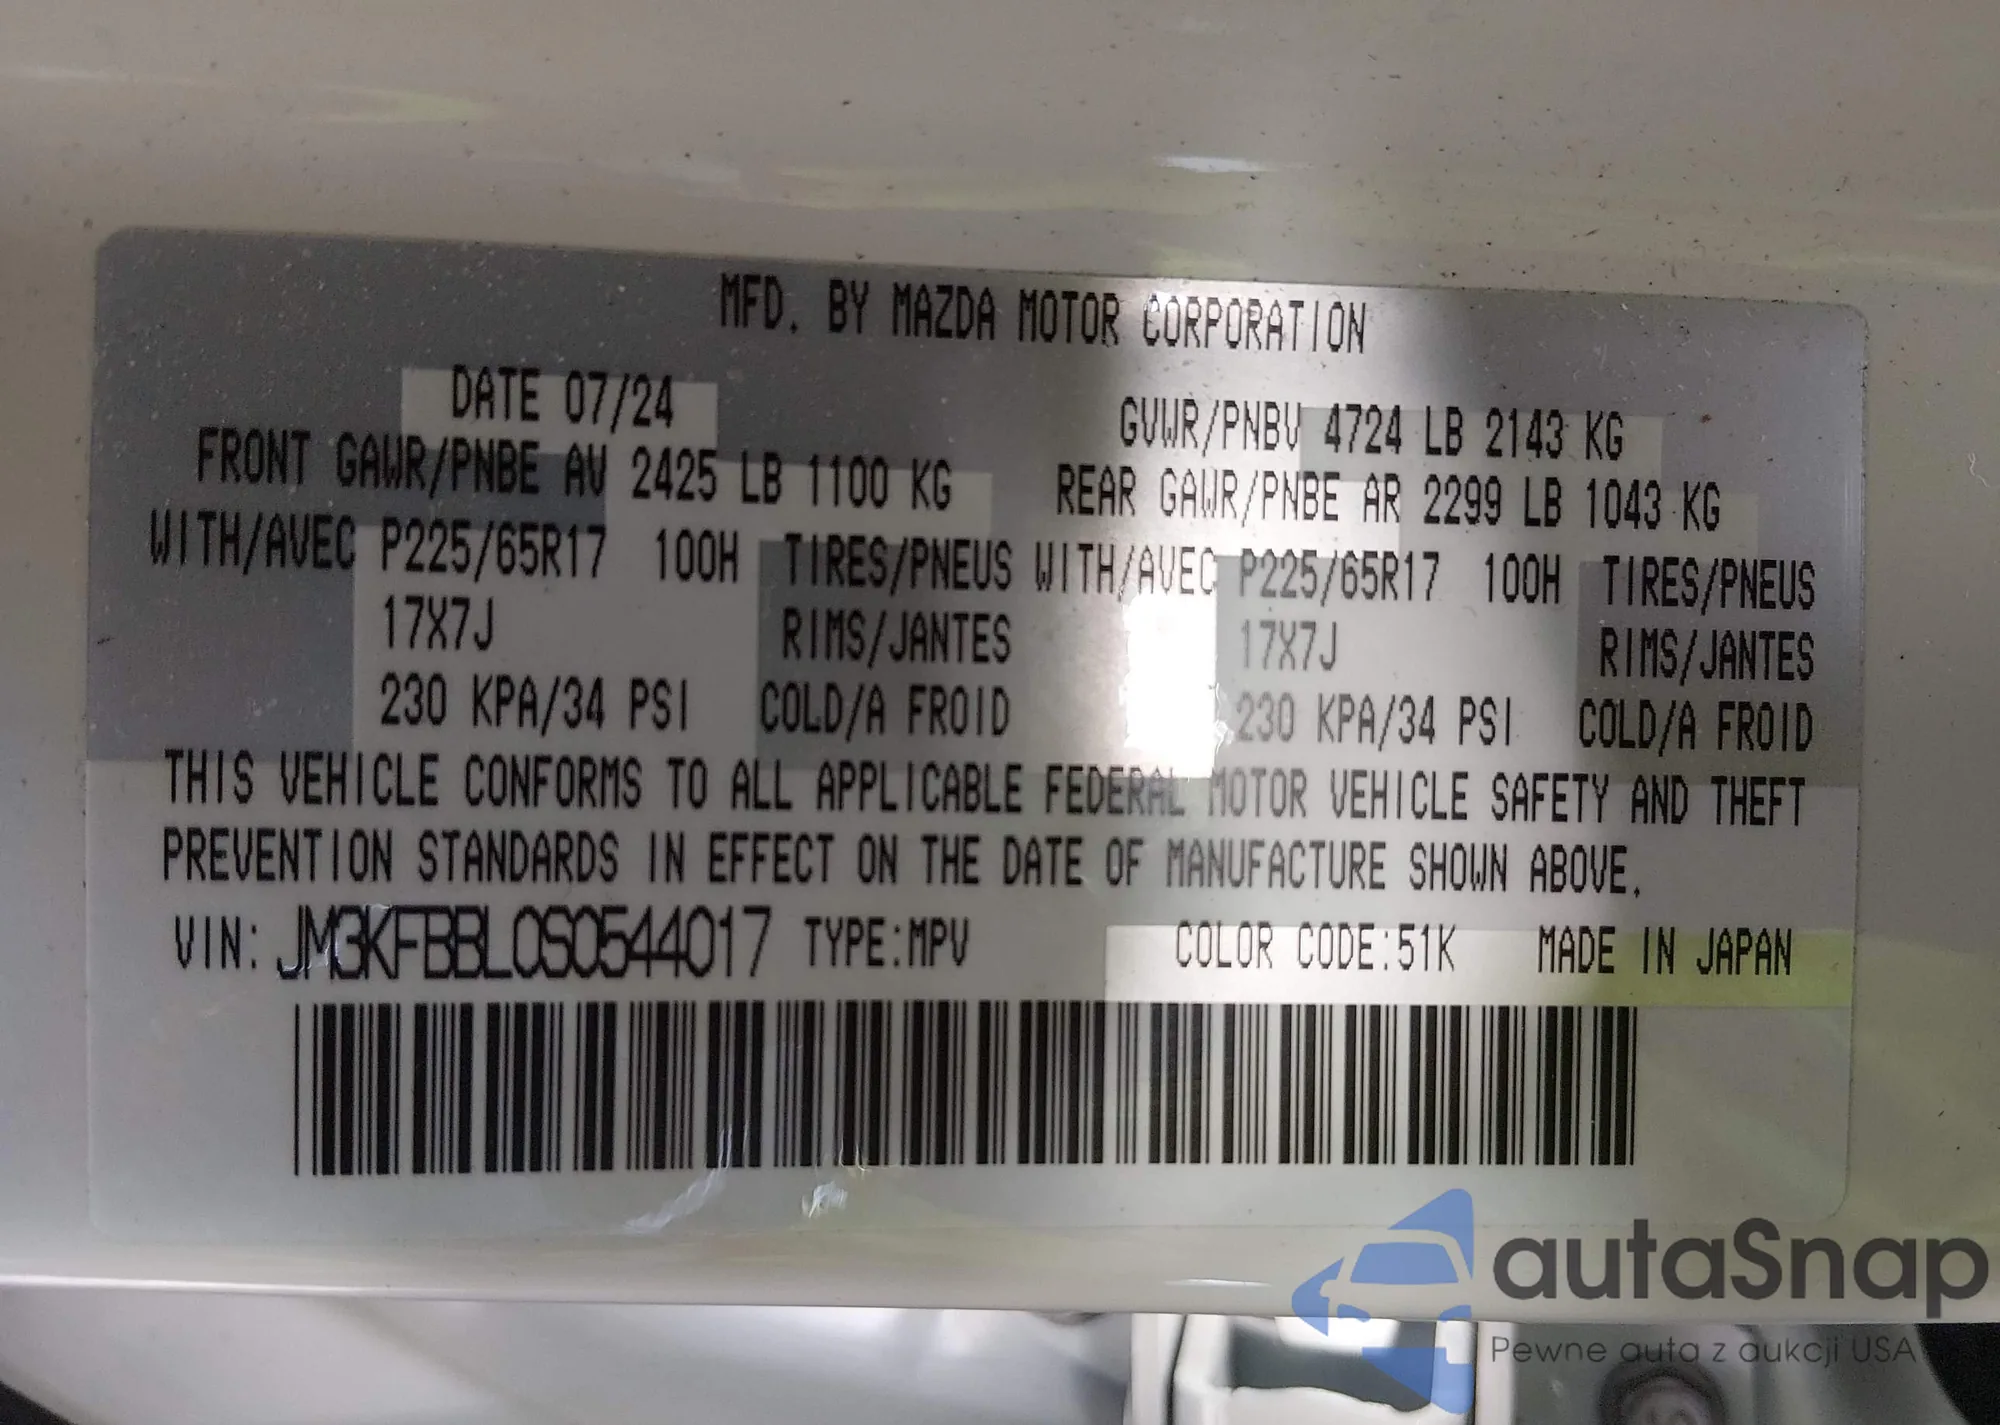 MFD. BY MAZDA MOTOR CORPORATION
DATE 07/24 GVWR/PNBV 4724 LB 2143 KG
FRONT GAWR/PNBE AV 2425 LB 1100 KG REAR GAWR/PNBE AR 2299 LB 1043 KG
WITH/AVEC P225/65R17 100H TIRES/PNEUS WITH/AVEC P225/65R17 100H TIRES/PNEUS
17X7J RIMS/JANTES 17X7J RIMS/JANTES
230 KPA/34 PSI COLD/A FROID 230 KPA/34 PSI COLD/A FROID
THIS VEHICLE CONFORMS TO ALL APPLICABLE FEDERAL MOTOR VEHICLE SAFETY AND THEFT
PREVENTION STANDARDS IN EFFECT ON THE DATE OF MANUFACTURE SHOWN ABOVE.
VIN: JM3KFBBL0S0544017 TYPE:MPV COLOR CODE:51K MADE IN JAPAN
autaSnap
Pewne auta z aukcji USA